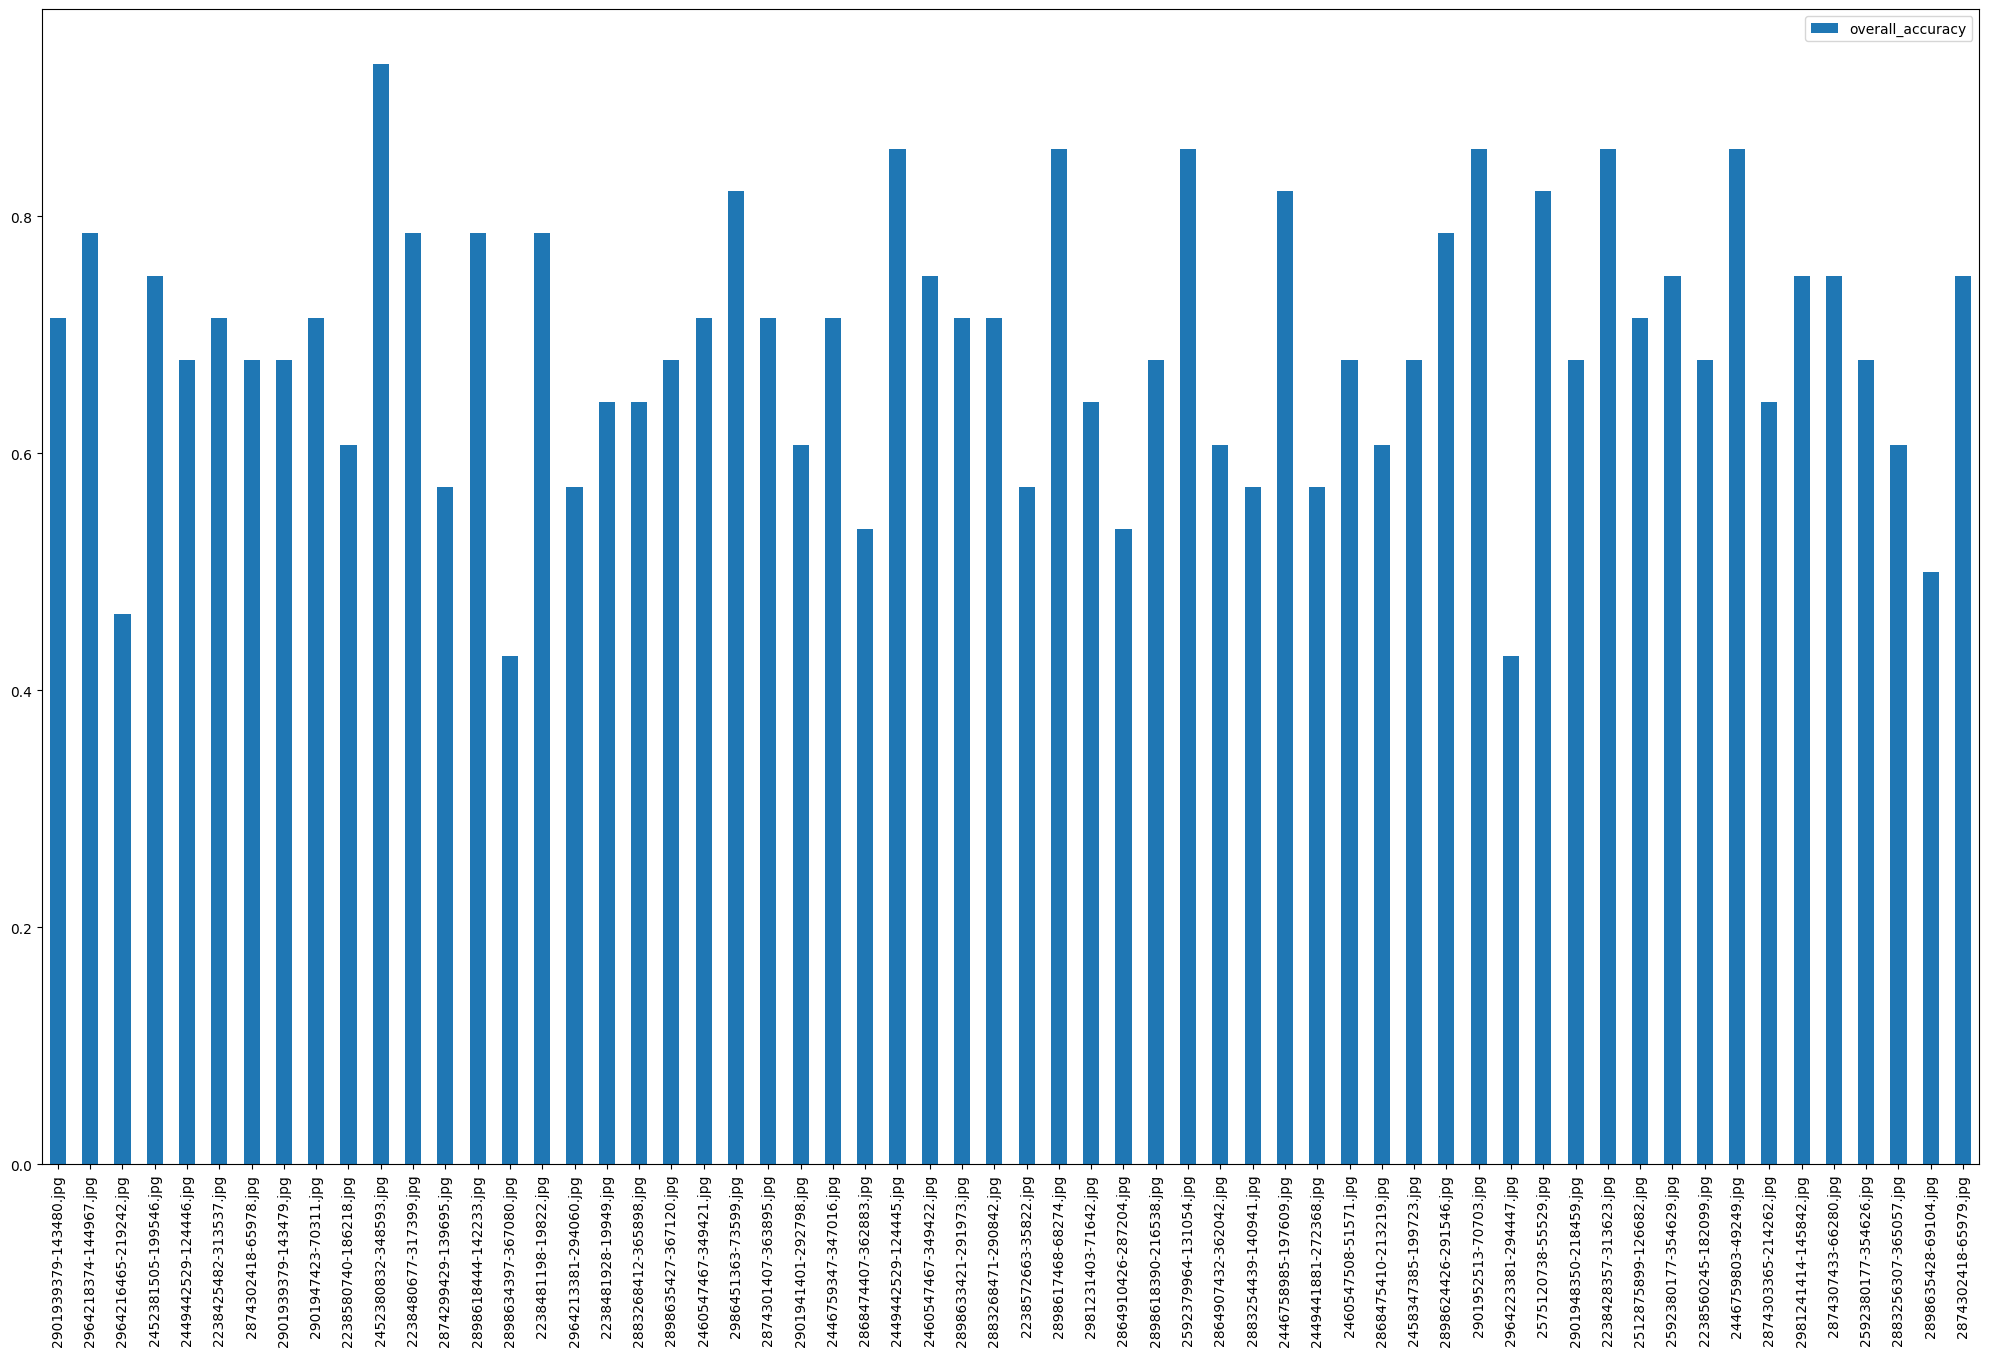 overall_accuracy
0.8
0.6
0.4
0.2
0.0
2901939379-143480.jpg
2964218374-144967.jpg
2964216465-219242.jpg
2452381505-199546.jpg
2449442529-124446.jpg
2238425482-313537.jpg
2874302418-65978.jpg
2901939379-143479.jpg
2901947423-70311.jpg
2238580740-186218.jpg
2452380832-348593.jpg
2238480677-317399.jpg
2874299429-139695.jpg
2898618444-142233.jpg
2898634397-367080.jpg
2238481198-19822.jpg
2964213381-294060.jpg
2238481928-19949.jpg
2883268412-365898.jpg
2898635427-367120.jpg
2460547467-349421.jpg
2986451363-73599.jpg
2874301407-363895.jpg
2901941401-292798.jpg
2446759347-347016.jpg
2868474407-362883.jpg
2449442529-124445.jpg
2460547467-349422.jpg
2898633421-291973.jpg
2883268471-290842.jpg
2238572663-35822.jpg
2898617468-68274.jpg
2981231403-71642.jpg
2864910426-287204.jpg
2898618390-216538.jpg
2592379964-131054.jpg
2864907432-362042.jpg
2883254439-140941.jpg
2446758985-197609.jpg
2449441881-272368.jpg
2460547508-51571.jpg
2868475410-213219.jpg
2458347385-199723.jpg
2898624426-291546.jpg
2901952513-70703.jpg
2964223381-294447.jpg
2575120738-55529.jpg
2901948350-218459.jpg
2238428357-313623.jpg
2512875899-126682.jpg
2592380177-354629.jpg
2238560245-182099.jpg
2446759803-49249.jpg
2874303365-214262.jpg
2981241414-145842.jpg
2874307433-66280.jpg
2592380177-354626.jpg
2883256307-365057.jpg
2898635428-69104.jpg
2874302418-65979.jpg